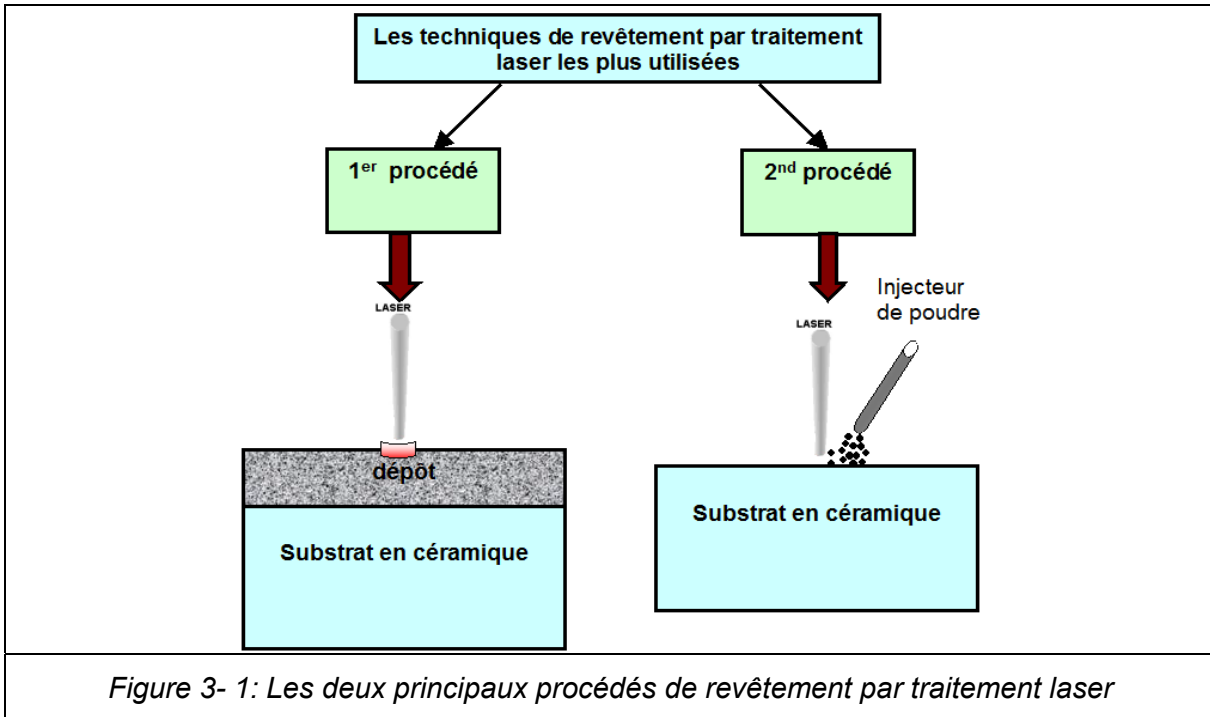 Les techniques de revêtement par traitement
laser les plus utilisées
1er procédé
2nd procédé
LASER
dépôt
Substrat en céramique
LASER
Injecteur
de poudre
Substrat en céramique
Figure 3- 1: Les deux principaux procédés de revêtement par traitement laser